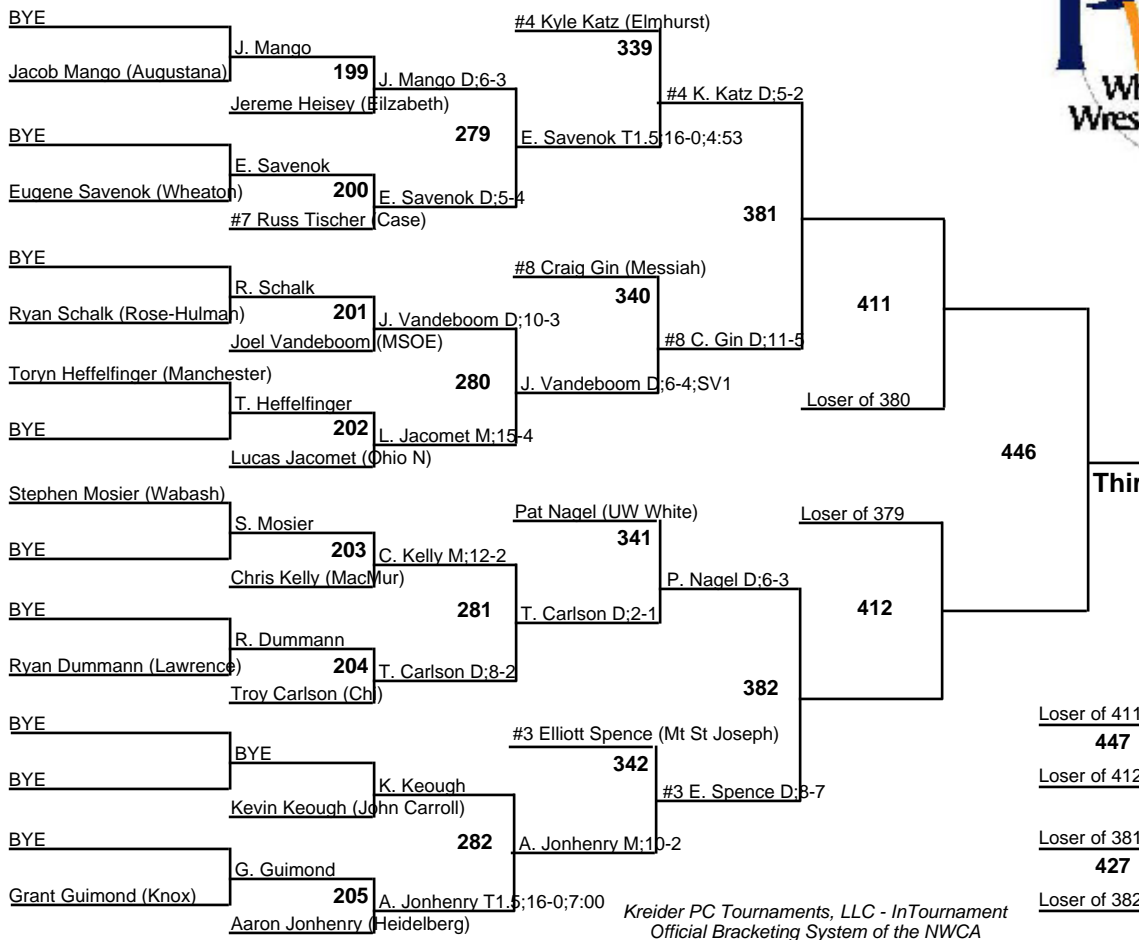 BYE
Jacob Mango (Augustana)
BYE
Eugene Savenok (Wheaton)
BYE
Ryan Schalk (Rose-Hulman)
Toryn Heffelfinger (Manchester)
BYE
Stephen Mosier (Wabash)
BYE
BYE
Ryan Dummann (Lawrence)
BYE
BYE
BYE
Grant Guimond (Knox)
J. Mango
199
Jereme Heisey (Eilzabeth)
E. Savenok
200
#7 Russ Tischer (Case)
R. Schalk
201
Joel Vandeboom (MSOE)
T. Heffelfinger
202
Lucas Jacomet (Ohio N)
S. Mosier
203
Chris Kelly (MacMur)
R. Dummann
204
Troy Carlson (Chi)
BYE
Kevin Keough (John Carroll)
G. Guimond
205
Aaron Jonhenry (Heidelberg)
J. Mango D;6-3
279
E. Savenok D;5-4
J. Vandeboom D;10-3
280
L. Jacomet M;15-4
C. Kelly M;12-2
281
T. Carlson D;8-2
K. Keough
282
A. Jonhenry T1.5;16-0;7:00
#4 Kyle Katz (Elmhurst)
339
E. Savenok T1.5;16-0;4:53
#8 Craig Gin (Messiah)
340
J. Vandeboom D;6-4;SV1
Pat Nagel (UW White)
341
T. Carlson D;2-1
#3 Elliott Spence (Mt St Joseph)
342
A. Jonhenry M;10-2
#4 K. Katz D;5-2
381
#8 C. Gin D;11-5
P. Nagel D;6-3
382
#3 E. Spence D;8-7
411
Loser of 380
Loser of 379
412
446
Thir
Loser of 411
447
Loser of 412
Loser of 381
427
Loser of 382
Wh
Wres
Kreider PC Tournaments, LLC - InTournament
Official Bracketing System of the NWCA